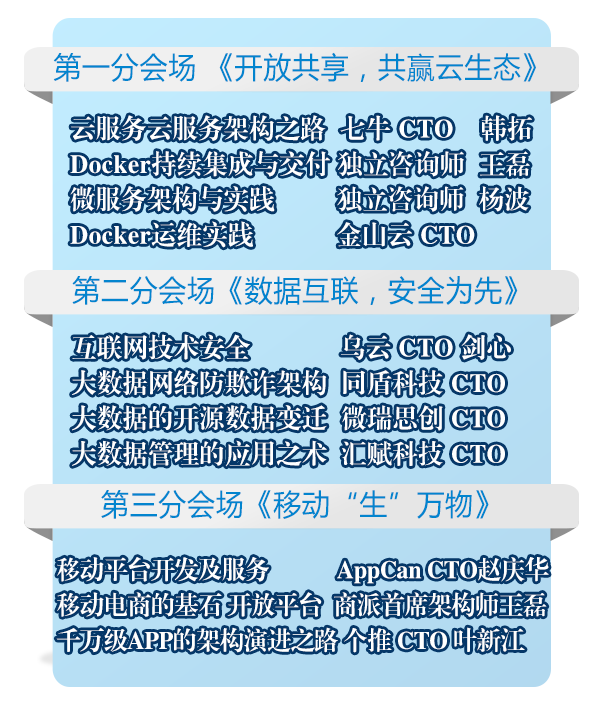 第一分会场 《开放共享，共赢云生态》
云服务云服务架构之路 七牛 CTO 韩拓
Docker持续集成与交付 独立咨询师 王磊
微服务架构与实践 独立咨询师 杨波
Docker运维实践 金山云 CTO
第二分会场《数据互联，安全为先》
互联网技术安全 乌云 CTO 剑心
大数据网络防欺诈架构 同盾科技 CTO
大数据的开源数据变迁 微瑞思创 CTO
大数据管理的应用之术 汇赋科技 CTO
第三分会场《移动“生”万物》
移动平台开发及服务 AppCan CTO赵庆华
移动电商的基石 开放平台 商派首席架构师王磊
千万级APP的架构演进之路 个推 CTO 叶新江